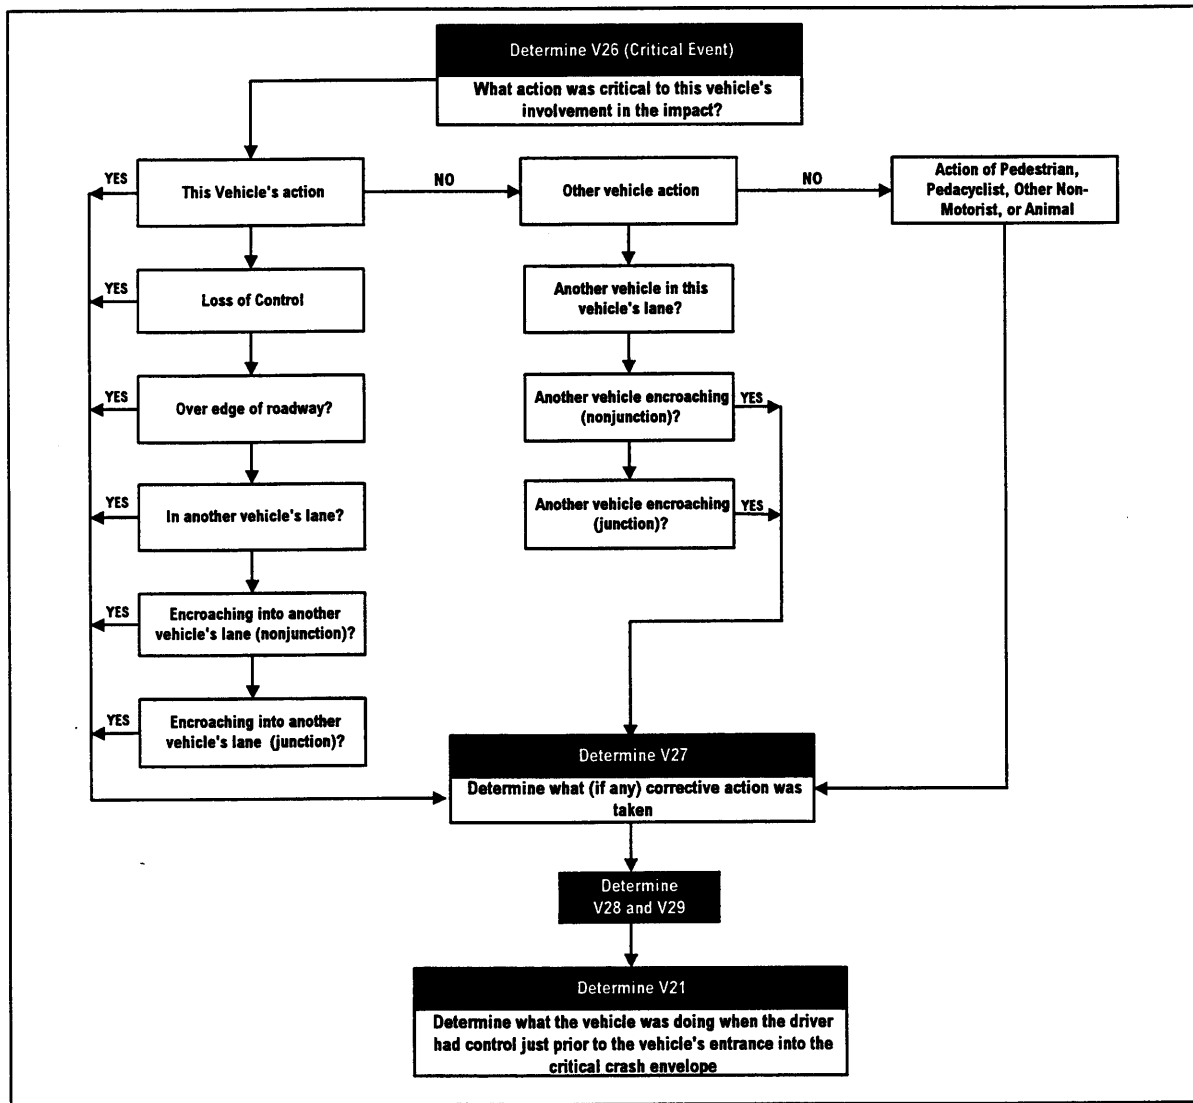 Determine V26 (Critical Event)
What action was critical to this vehicle's
involvement in the impact?
YES
This Vehicle's action
NO
Other vehicle action
NO
Action of Pedestrian,
Pedacyclist, Other Non-
Motorist, or Animal
YES
Loss of Control
Another vehicle in this
vehicle's lane?
YES
Over edge of roadway?
Another vehicle encroaching
(nonjunction)?
YES
YES
In another vehicle's lane?
Another vehicle encroaching
(junction)?
YES
YES
Encroaching into another
vehicle's lane (nonjunction)?
YES
Encroaching into another
vehicle's lane (junction)?
Determine V27
Determine what (if any) corrective action was
taken
Determine
V28 and V29
Determine V21
Determine what the vehicle was doing when the driver
had control just prior to the vehicle's entrance into the
critical crash envelope